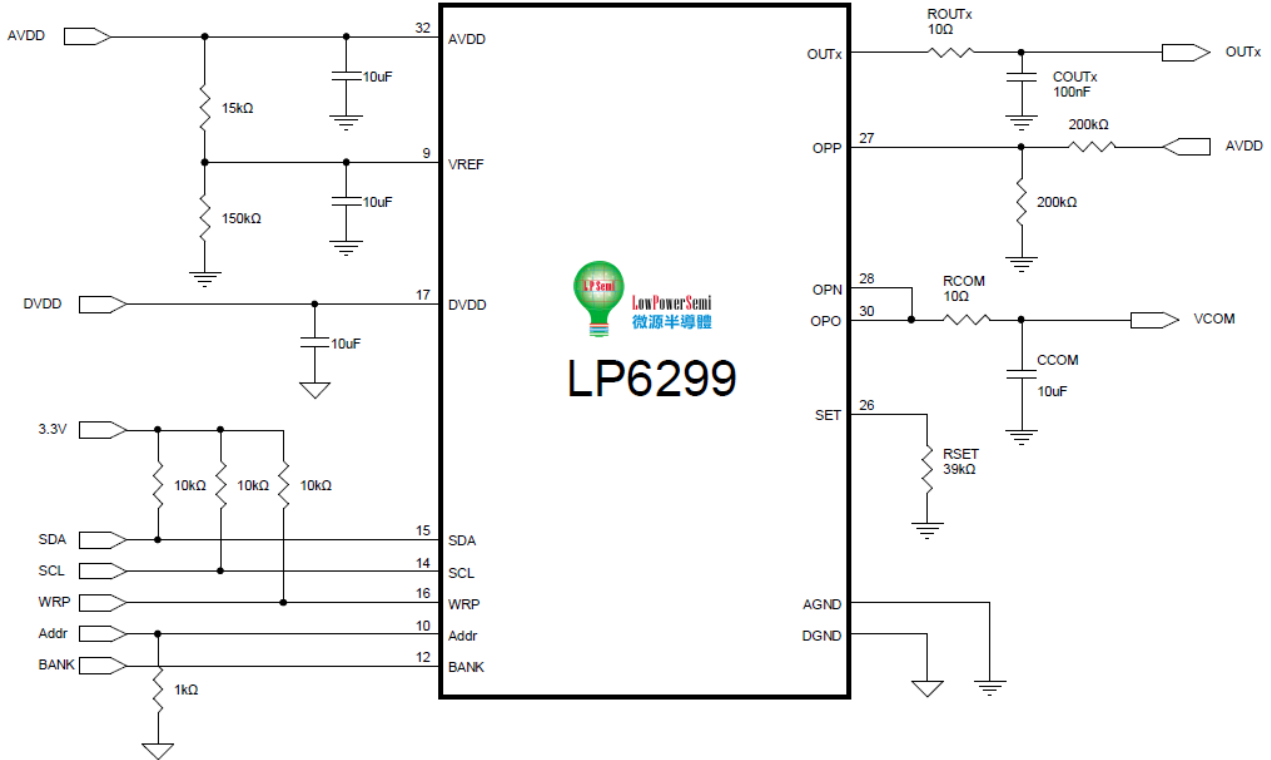 AVDD
32
AVDD
10uF
15kΩ
9
VREF
10uF
150kΩ
DVDD
17
DVDD
10uF
3.3V
10kΩ
10kΩ
10kΩ
SDA
15
SDA
SCL
14
SCL
WRP
16
WRP
Addr
10
Addr
BANK
12
BANK
1kΩ
LP Semi
LowPowerSemi
微源半導體
LP6299
OUTx
ROUTx
10Ω
OUTx
COUTx
100nF
OPP
27
200kΩ
AVDD
200kΩ
OPN
28
OPO
30
RCOM
10Ω
VCOM
CCOM
10uF
SET
26
RSET
39kΩ
AGND
DGND